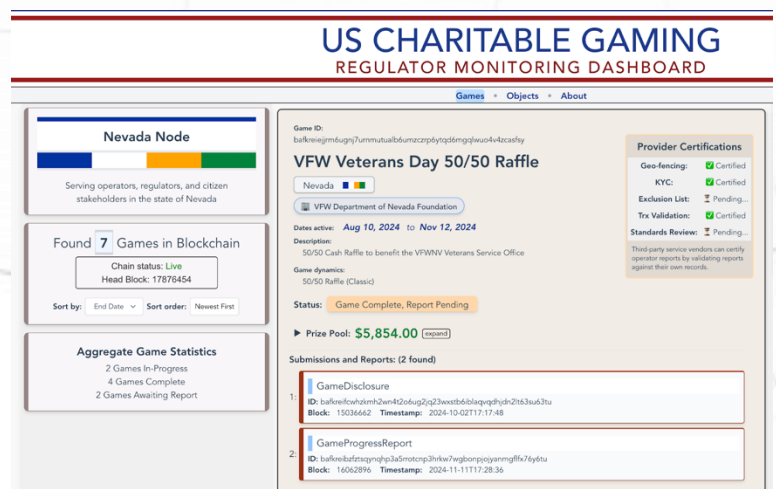 US CHARITABLE GAMING
REGULATOR MONITORING DASHBOARD
Games • Objects • About
Nevada Node
Serving operators, regulators, and citizen
stakeholders in the state of Nevada
Found 7 Games in Blockchain
Chain status: Live
Head Block: 17876454
Sort by: End Date Sort order: Newest First
Aggregate Game Statistics
2 Games In-Progress
4 Games Complete
2 Games Awaiting Report
Game ID:
VFW Veterans Day 50/50 Raffle
Nevada
VFW Department of Nevada Foundation
Dates active: Aug 10, 2024 to Nov 12, 2024
Description:
50/50 Cash Raffle to benefit the VFWNV Veterans Service Office
Game dynamics:
50/50 Raffle (Classic)
Status: Game Complete, Report Pending
Prize Pool: $5,854.00 expand
Submissions and Reports: (2 found)
1:
GameDisclosure
ID:
Block: 15036662 Timestamp: 2024-10-02T17:17:48
2:
GameProgressReport
ID:
Block: 16062896 Timestamp: 2024-11-11T17:28:36
Provider Certifications
Geo-fencing: Certified
KYC: Certified
Exclusion List: Pending...
Trx Validation: Certified
Standards Review: Pending...
Third-party service vendors can certify
operator reports by validating reports
against their own records.